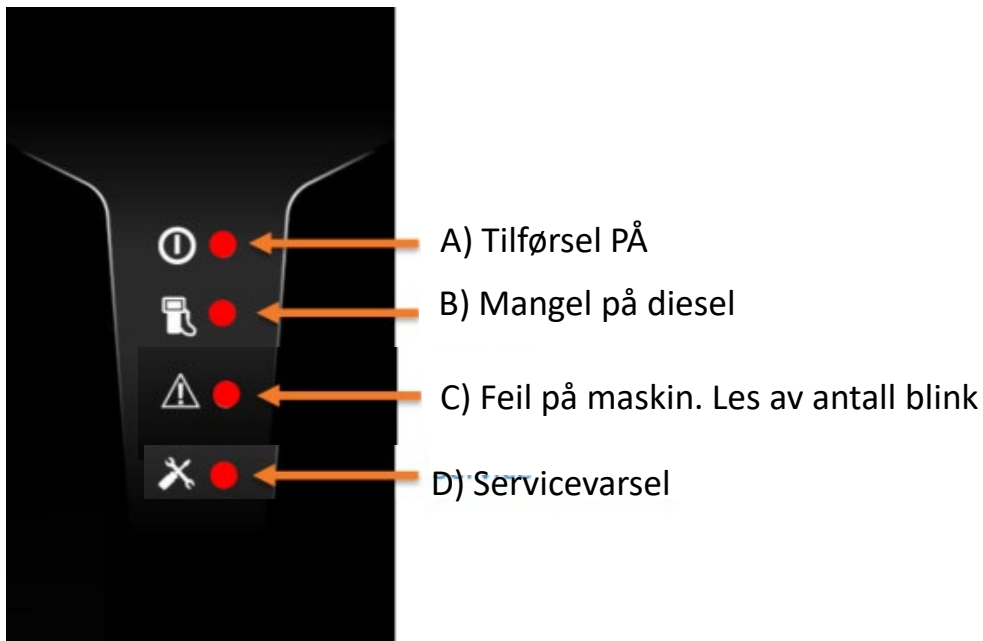 A) Tilførsel PÅ
B) Mangel på diesel
C) Feil på maskin. Les av antall blink
D) Servicevarsel